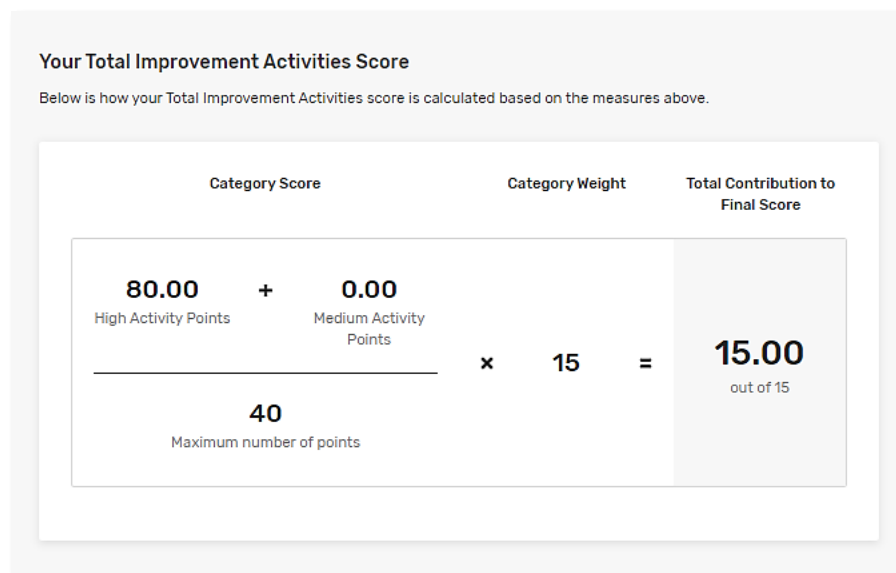 Your Total Improvement Activities Score
Below is how your Total Improvement Activities score is calculated based on the measures above.
Category Score
Category Weight
Total Contribution to
Final Score
80.00 + 0.00
High Activity Points
Medium Activity
Points
40
Maximum number of points
× 15 =
15.00
out of 15